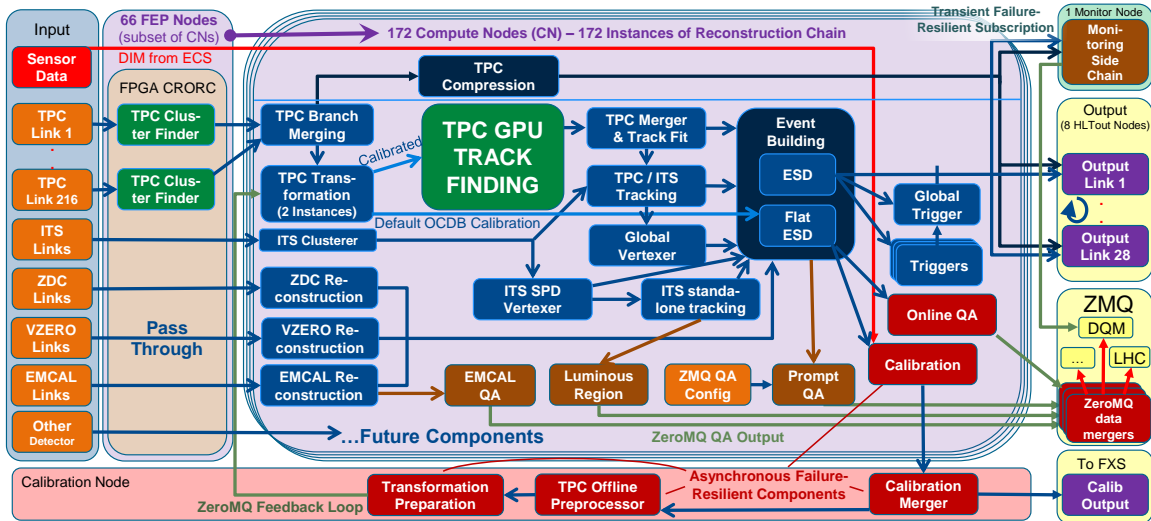 Input
Sensor
Data
TPC
Link 1
TPC
Link 216
ITS
Links
ZDC
Links
VZERO
Links
EMCAL
Links
Other
Detector
66 FEP Nodes
(subset of CNs)
DIM from ECS
FPGA CRORC
TPC Clus-
ter Finder
TPC Clus-
ter Finder
Pass
Through
172 Compute Nodes (CN) – 172 Instances of Reconstruction Chain
TPC
Compression
TPC Branch
Merging
TPC Trans-
formation
(2 Instances)
Calibrated
TPC GPU
TRACK
FINDING
TPC Merger
& Track Fit
TPC / ITS
Tracking
Global
Vertexer
Default OCDB Calibration
ITS Clusterer
ITS SPD
Vertexer
ITS standa-
lone tracking
ZDC Re-
construction
VZERO Re-
construction
EMCAL Re-
construction
Event
Building
ESD
Flat
ESD
Global
Trigger
Triggers
Online QA
Calibration
EMCAL
QA
Luminous
Region
ZMQ QA
Config
Prompt
QA
...Future Components
ZeroMQ QA Output
Transient Failure-
Resilient Subscription
1 Monitor Node
Moni-
toring
Side
Chain
Output
(8 HLTout Nodes)
Output
Link 1
Output
Link 28
ZMQ
DQM
...
LHC
ZeroMQ
data
mergers
To FXS
Calib
Output
Calibration Node
ZeroMQ Feedback Loop
Transformation
Preparation
TPC Offline
Preprocessor
Asynchronous Failure-
Resilient Components
Calibration
Merger